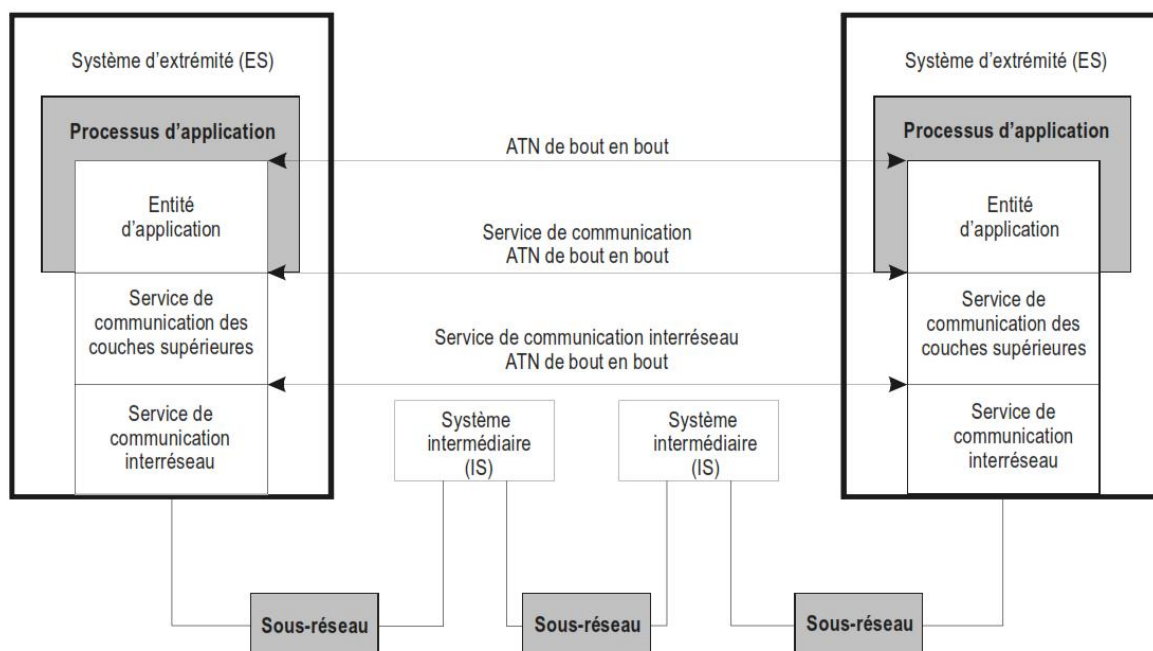 Système d'extrémité (ES)
Processus d'application
Entité
d'application
Service de
communication des
couches supérieures
Service de
communication
interréseau
ATN de bout en bout
Service de communication
ATN de bout en bout
Service de communication interréseau
ATN de bout en bout
Système
intermédiaire
(IS)
Système
intermédiaire
(IS)
Système d'extrémité (ES)
Processus d'application
Entité
d'application
Service de
communication des
couches supérieures
Service de
communication
interréseau
Sous-réseau
Sous-réseau
Sous-réseau